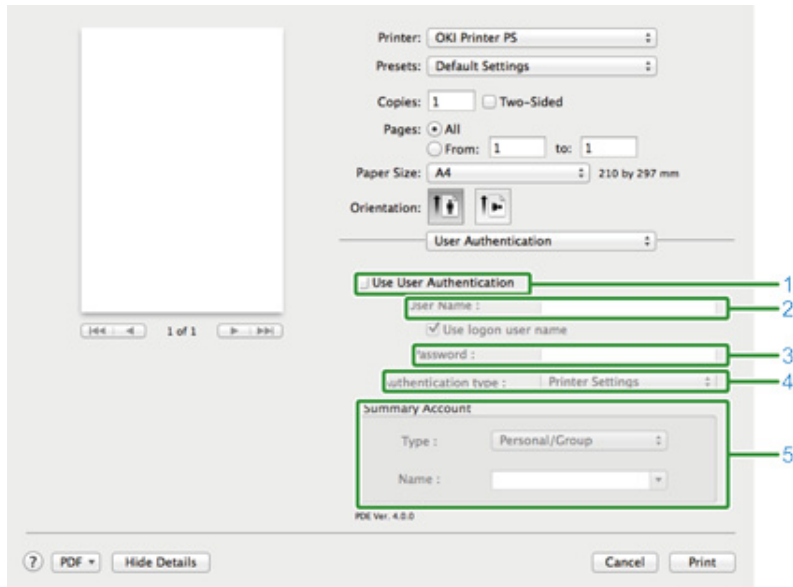 Printer: OKI Printer PS
Presets: Default Settings
Copies: 1 Two-Sided
Pages: All
From: 1 to: 1
Paper Size: A4 210 by 297 mm
Orientation:
User Authentication
Use User Authentication 1
User Name : 2
1 of 1 Use logon user name
Password : 3
Authentication type : Printer Settings 4
Summary Account
Type : Personal/Group 5
Name :
PDE Ver. 4.0.0
? PDF Hide Details Cancel Print